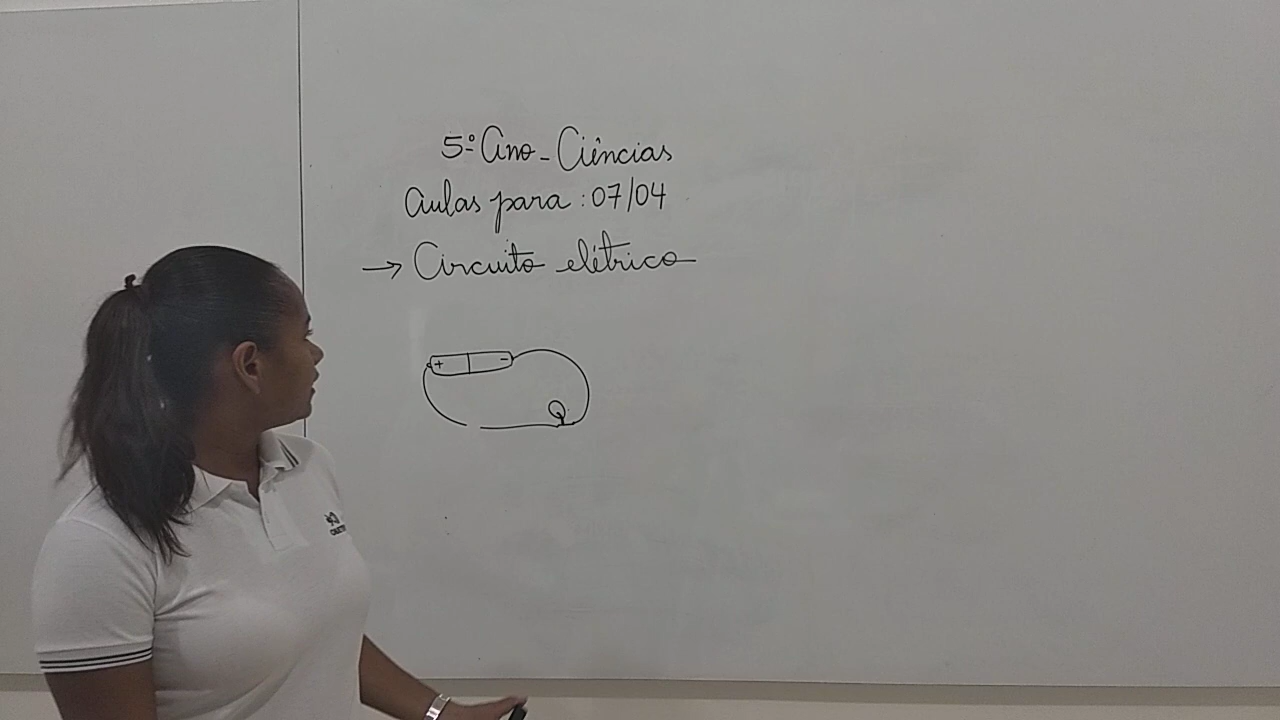 5º Ano - Ciências
Aulas para: 07/04
→ Circuito elétrico
+ -